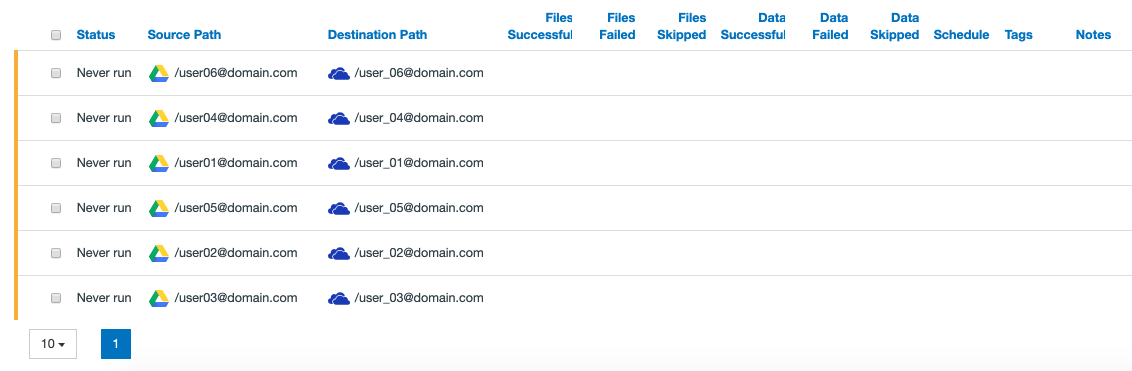 Status Source Path Destination Path Files Successful Files Failed Files Skipped Data Successful Data Failed Data Skipped Schedule Tags Notes
Never run /user06@domain.com /user_06@domain.com
Never run /user04@domain.com /user_04@domain.com
Never run /user01@domain.com /user_01@domain.com
Never run /user05@domain.com /user_05@domain.com
Never run /user02@domain.com /user_02@domain.com
Never run /user03@domain.com /user_03@domain.com
10 1